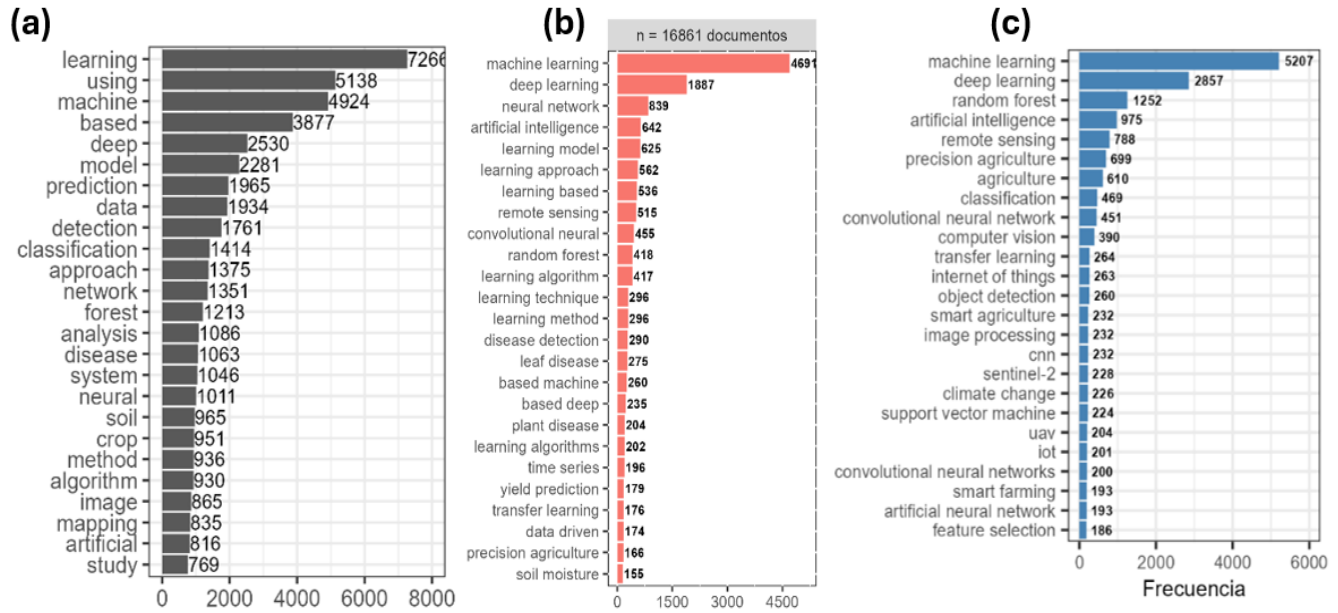 (a)
learning 7266
using 5138
machine 4924
based 3877
deep 2530
model 2281
prediction 1965
data 1934
detection 1761
classification 1414
approach 1375
network 1351
forest 1213
analysis 1086
disease 1063
system 1046
neural 1011
soil 965
crop 951
method 936
algorithm 930
image 865
mapping 835
artificial 816
study 769
0 2000 4000 6000 8000
(b)
n = 16861 documentos
machine learning 4691
deep learning 1887
neural network 839
artificial intelligence 642
learning model 625
learning approach 562
learning based 536
remote sensing 515
convolutional neural 455
random forest 418
learning algorithm 417
learning technique 296
learning method 296
disease detection 290
leaf disease 275
based machine 260
based deep 235
plant disease 204
learning algorithms 202
time series 196
yield prediction 179
transfer learning 176
data driven 174
precision agriculture 166
soil moisture 155
0 1500 3000 4500
(c)
machine learning 5207
deep learning 2857
random forest 1252
artificial intelligence 975
remote sensing 788
precision agriculture 699
agriculture 610
classification 469
convolutional neural network 451
computer vision 390
transfer learning 264
internet of things 263
object detection 260
smart agriculture 232
image processing 232
cnn 232
sentinel-2 228
climate change 226
support vector machine 224
uav 204
iot 201
convolutional neural networks 200
smart farming 193
artificial neural network 193
feature selection 186
0 2000 4000 6000
Frecuencia